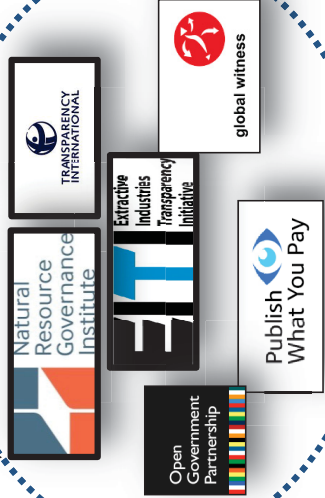 TRANSPARENCY
INTERNATIONAL
global witness
Natural
Resource
Governance
Institute
EITI
Extractive
Industries
Transparency
Initiative
Publish
What You Pay
Open
Government
Partnership